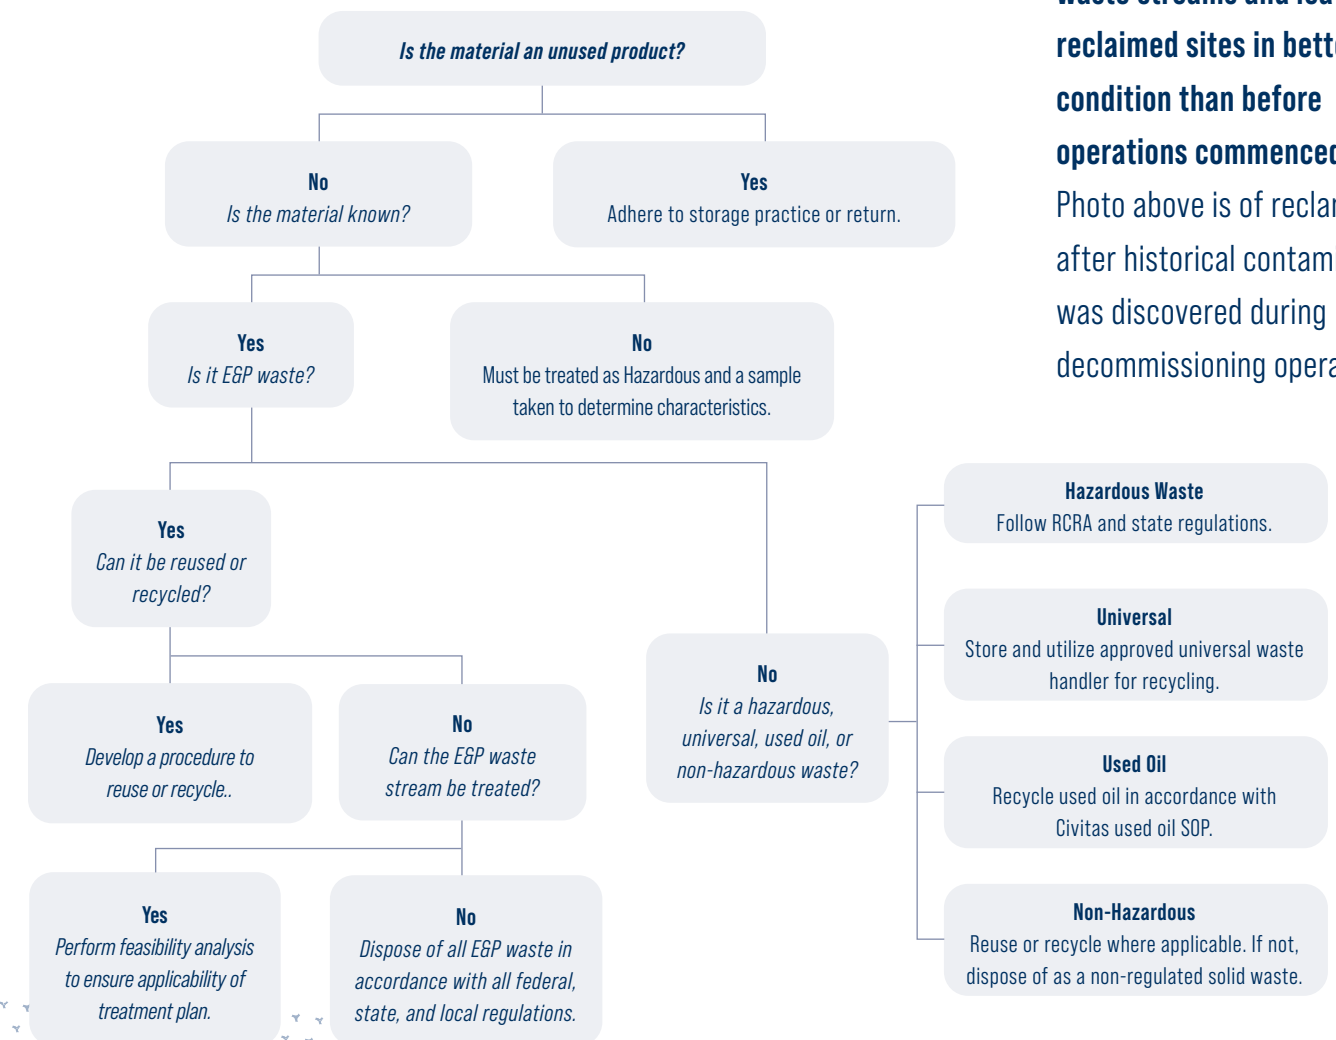 Is the material an unused product?
No
Is the material known?
Yes
Adhere to storage practice or return.
Yes
Is it E&P waste?
No
Must be treated as Hazardous and a sample
taken to determine characteristics.
Yes
Can it be reused or
recycled?
No
Is it a hazardous,
universal, used oil, or
non-hazardous waste?
Yes
Develop a procedure to
reuse or recycle..
No
Can the E&P waste
stream be treated?
Yes
Perform feasibility analysis
to ensure applicability of
treatment plan.
No
Dispose of all E&P waste in
accordance with all federal,
state, and local regulations.
Hazardous Waste
Follow RCRA and state regulations.
Universal
Store and utilize approved universal waste
handler for recycling.
Used Oil
Recycle used oil in accordance with
Civitas used oil SOP.
Non-Hazardous
Reuse or recycle where applicable. If not,
dispose of as a non-regulated solid waste.
waste streams and
reclaimed sites in
condition than before
operations commenced
Photo above is of
after historical
was discovered during
decommissioning